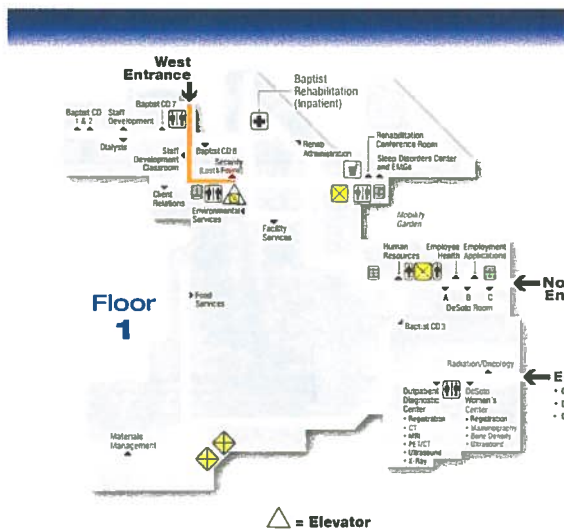 West
Entrance
Baptist
Rehabilitation
(Inpatient)
Baptist CD
1 & 2
Staff
Development
Baptist CD 7
Dialysis
Staff
Development
Classroom
Baptist CD 8
Security
(Lost & Found)
Rehab
Administration
Rehabilitation
Conference Room
Sleep Disorders Center
and EMGs
Client
Relations
Environmental
Services
Facility
Services
Mobility
Garden
Human
Resources
Employee
Health
Employment
Applications
A B C
DeSoto Room
No
En
Floor
1
Food
Services
Baptist CD 3
Radiation/Oncology
E
Outpatient
Diagnostic
Center
• Registration
• CT
• MRI
• PET/CT
• Ultrasound
• X-Ray
DeSoto
Woman's
Center
• Registration
• Mammography
• Bone Density
• Ultrasound
Materials
Management
= Elevator